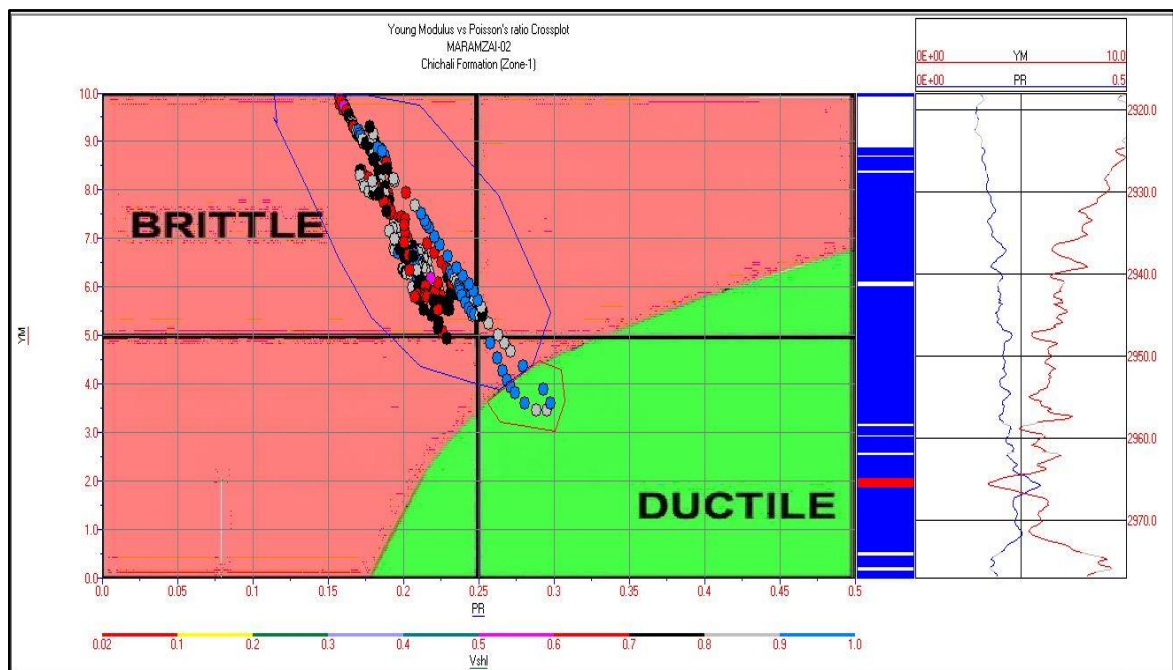 Young Modulus vs Poisson's ratio Crossplot
MARAMZAI-02
Chichali Formation (Zone-1)
0E+00 YM 10.0
0E+00 PR 0.5
10.0
9.0
8.0
7.0
6.0
5.0
4.0
3.0
2.0
1.0
0.0
YM
BRITTLE
DUCTILE
2920.0
2930.0
2940.0
2950.0
2960.0
2970.0
0.0 0.05 0.1 0.15 0.2 0.25 0.3 0.35 0.4 0.45 0.5
PR
0.02 0.1 0.2 0.3 0.4 0.5 0.6 0.7 0.8 0.9 1.0
Vshl